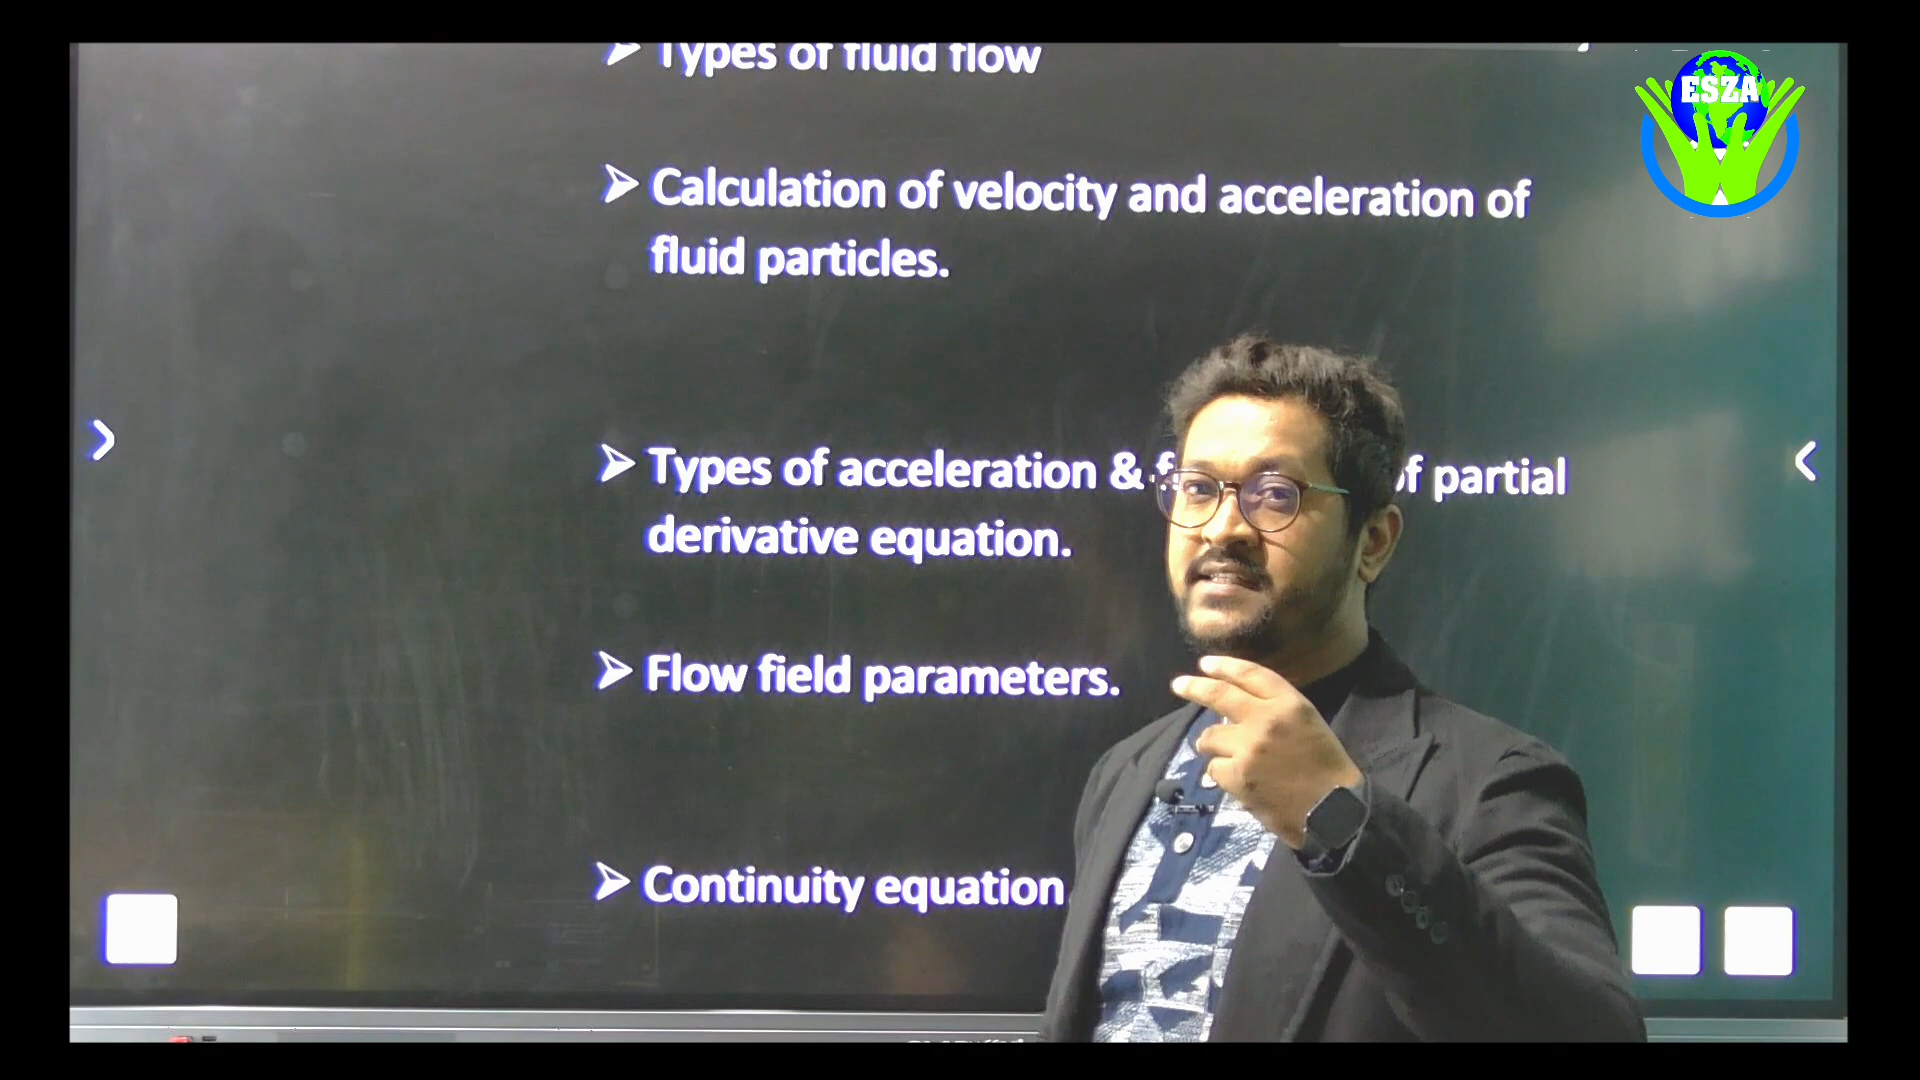 Types of fluid flow
ESZA
Calculation of velocity and acceleration of
fluid particles.
Types of acceleration & of partial
derivative equation.
Flow field parameters.
Continuity equation